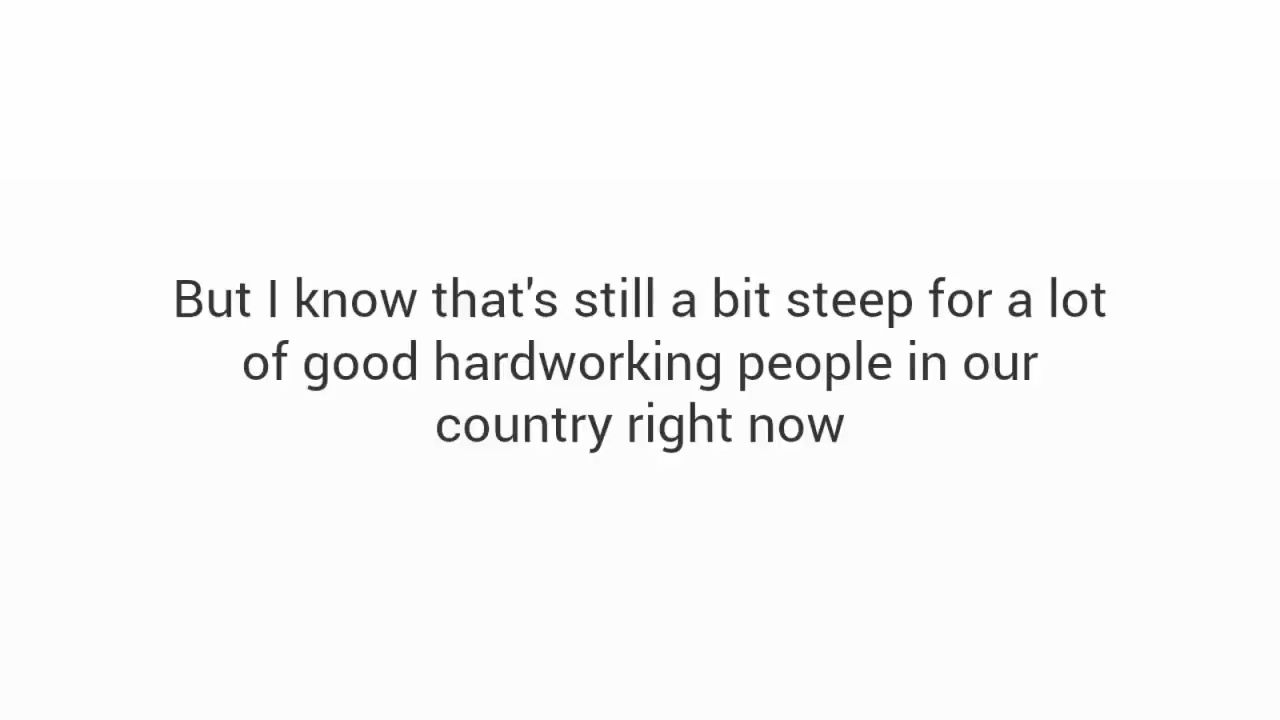 But I know that's still a bit steep for a lot
of good hardworking people in our
country right now